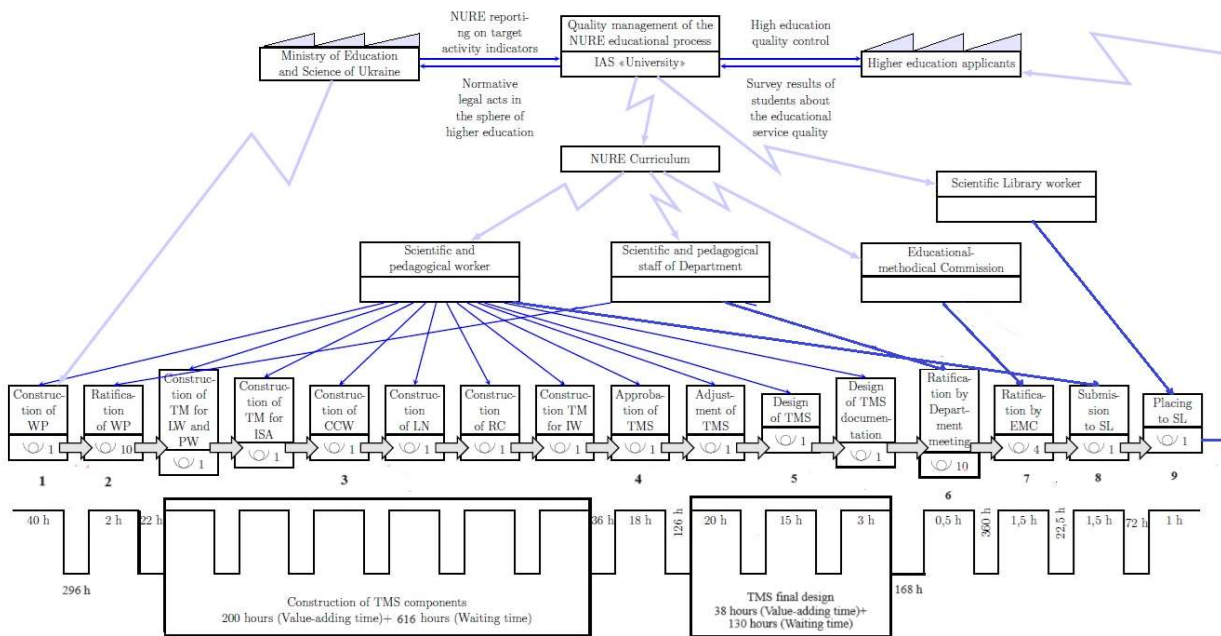 NURE reporti-
ng on target
activity indicators
Quality management of the
NURE educational process
IAS «University»
High education
quality control
Ministry of Education
and Science of Ukraine
Higher education applicants
Normative
legal acts in
the sphere of
higher education
Survey results of
students about
the educational
service quality
NURE Curriculum
Scientific Library worker
Scientific and
pedagogical worker
Scientific and pedagogical
staff of Department
Educational-
methodical Commission
Construc-
tion of
WP
1
Ratifica-
tion
of WP
10
Construc-
tion of
TM for
LW and
PW
1
Construc-
tion of
TM for
ISA
1
Construc-
tion of
CCW
1
Construc-
tion
of LN
1
Construc-
tion
of RC
1
Construc-
tion TM
for IW
1
Approba-
tion of
TMS
1
Adjust-
ment of
TMS
1
Design
of TMS
1
Design
of TMS
docu-
mentation
1
Ratifica-
tion by
Depart-
ment
meeting
10
Ratifica-
tion by
EMC
4
Submis-
sion
to SL
1
Placing
to SL
1
1
2
3
4
5
6
7
8
9
40 h
2 h
22 h
36 h
18 h
126 h
20 h
15 h
3 h
0,5 h
360 h
1,5 h
22,5 h
1,5 h
72 h
1 h
296 h
168 h
Construction of TMS components
200 hours (Value-adding time)+ 616 hours (Waiting time)
TMS final design
38 hours (Value-adding time)+
130 hours (Waiting time)